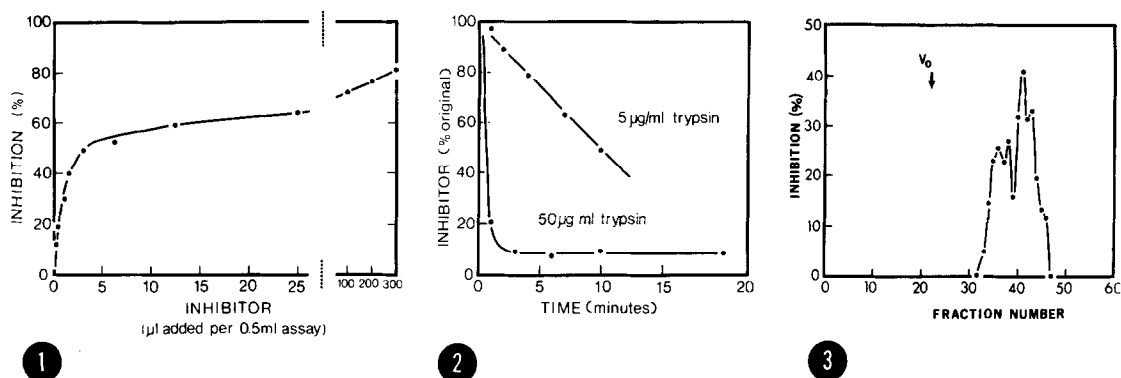 100
80
60
40
20
0
INHIBITION (%)
0 5 10 15 20 25 100 200 300
INHIBITOR
(µl added per 0.5ml assay)
1
100
80
60
40
20
0
INHIBITOR (% original)
5µg/ml trypsin
50µg ml trypsin
0 5 10 15 20
TIME (minutes)
2
50
40
30
20
10
0
INHIBITION (%)
V₀
0 10 20 30 40 50 60
FRACTION NUMBER
3